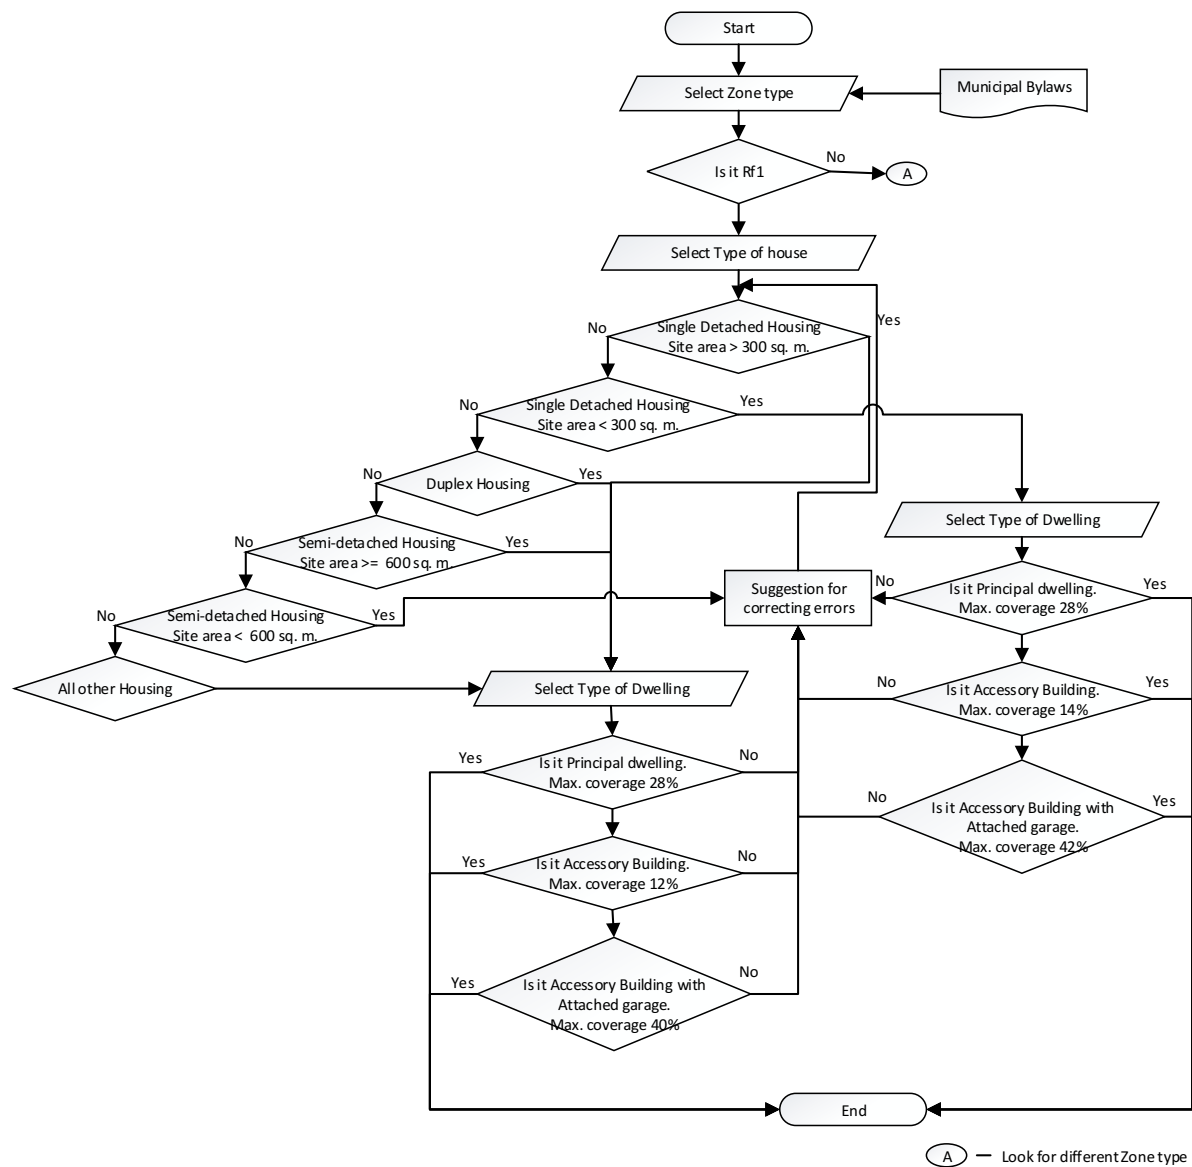 Start
Select Zone type
Municipal Bylaws
Is it Rf1
No
A
Select Type of house
Single Detached Housing
Site area > 300 sq. m.
No
Yes
Single Detached Housing
Site area < 300 sq. m.
No
Yes
Duplex Housing
No
Yes
Semi-detached Housing
Site area >= 600 sq. m.
No
Yes
Semi-detached Housing
Site area < 600 sq. m.
No
Yes
All other Housing
Suggestion for
correcting errors
Select Type of Dwelling
Is it Principal dwelling.
Max. coverage 28%
No
Yes
Is it Accessory Building.
Max. coverage 14%
No
Yes
Is it Accessory Building with
Attached garage.
Max. coverage 42%
No
Yes
Select Type of Dwelling
Is it Principal dwelling.
Max. coverage 28%
Yes
No
Is it Accessory Building.
Max. coverage 12%
Yes
No
Is it Accessory Building with
Attached garage.
Max. coverage 40%
Yes
No
End
A — Look for different Zone type